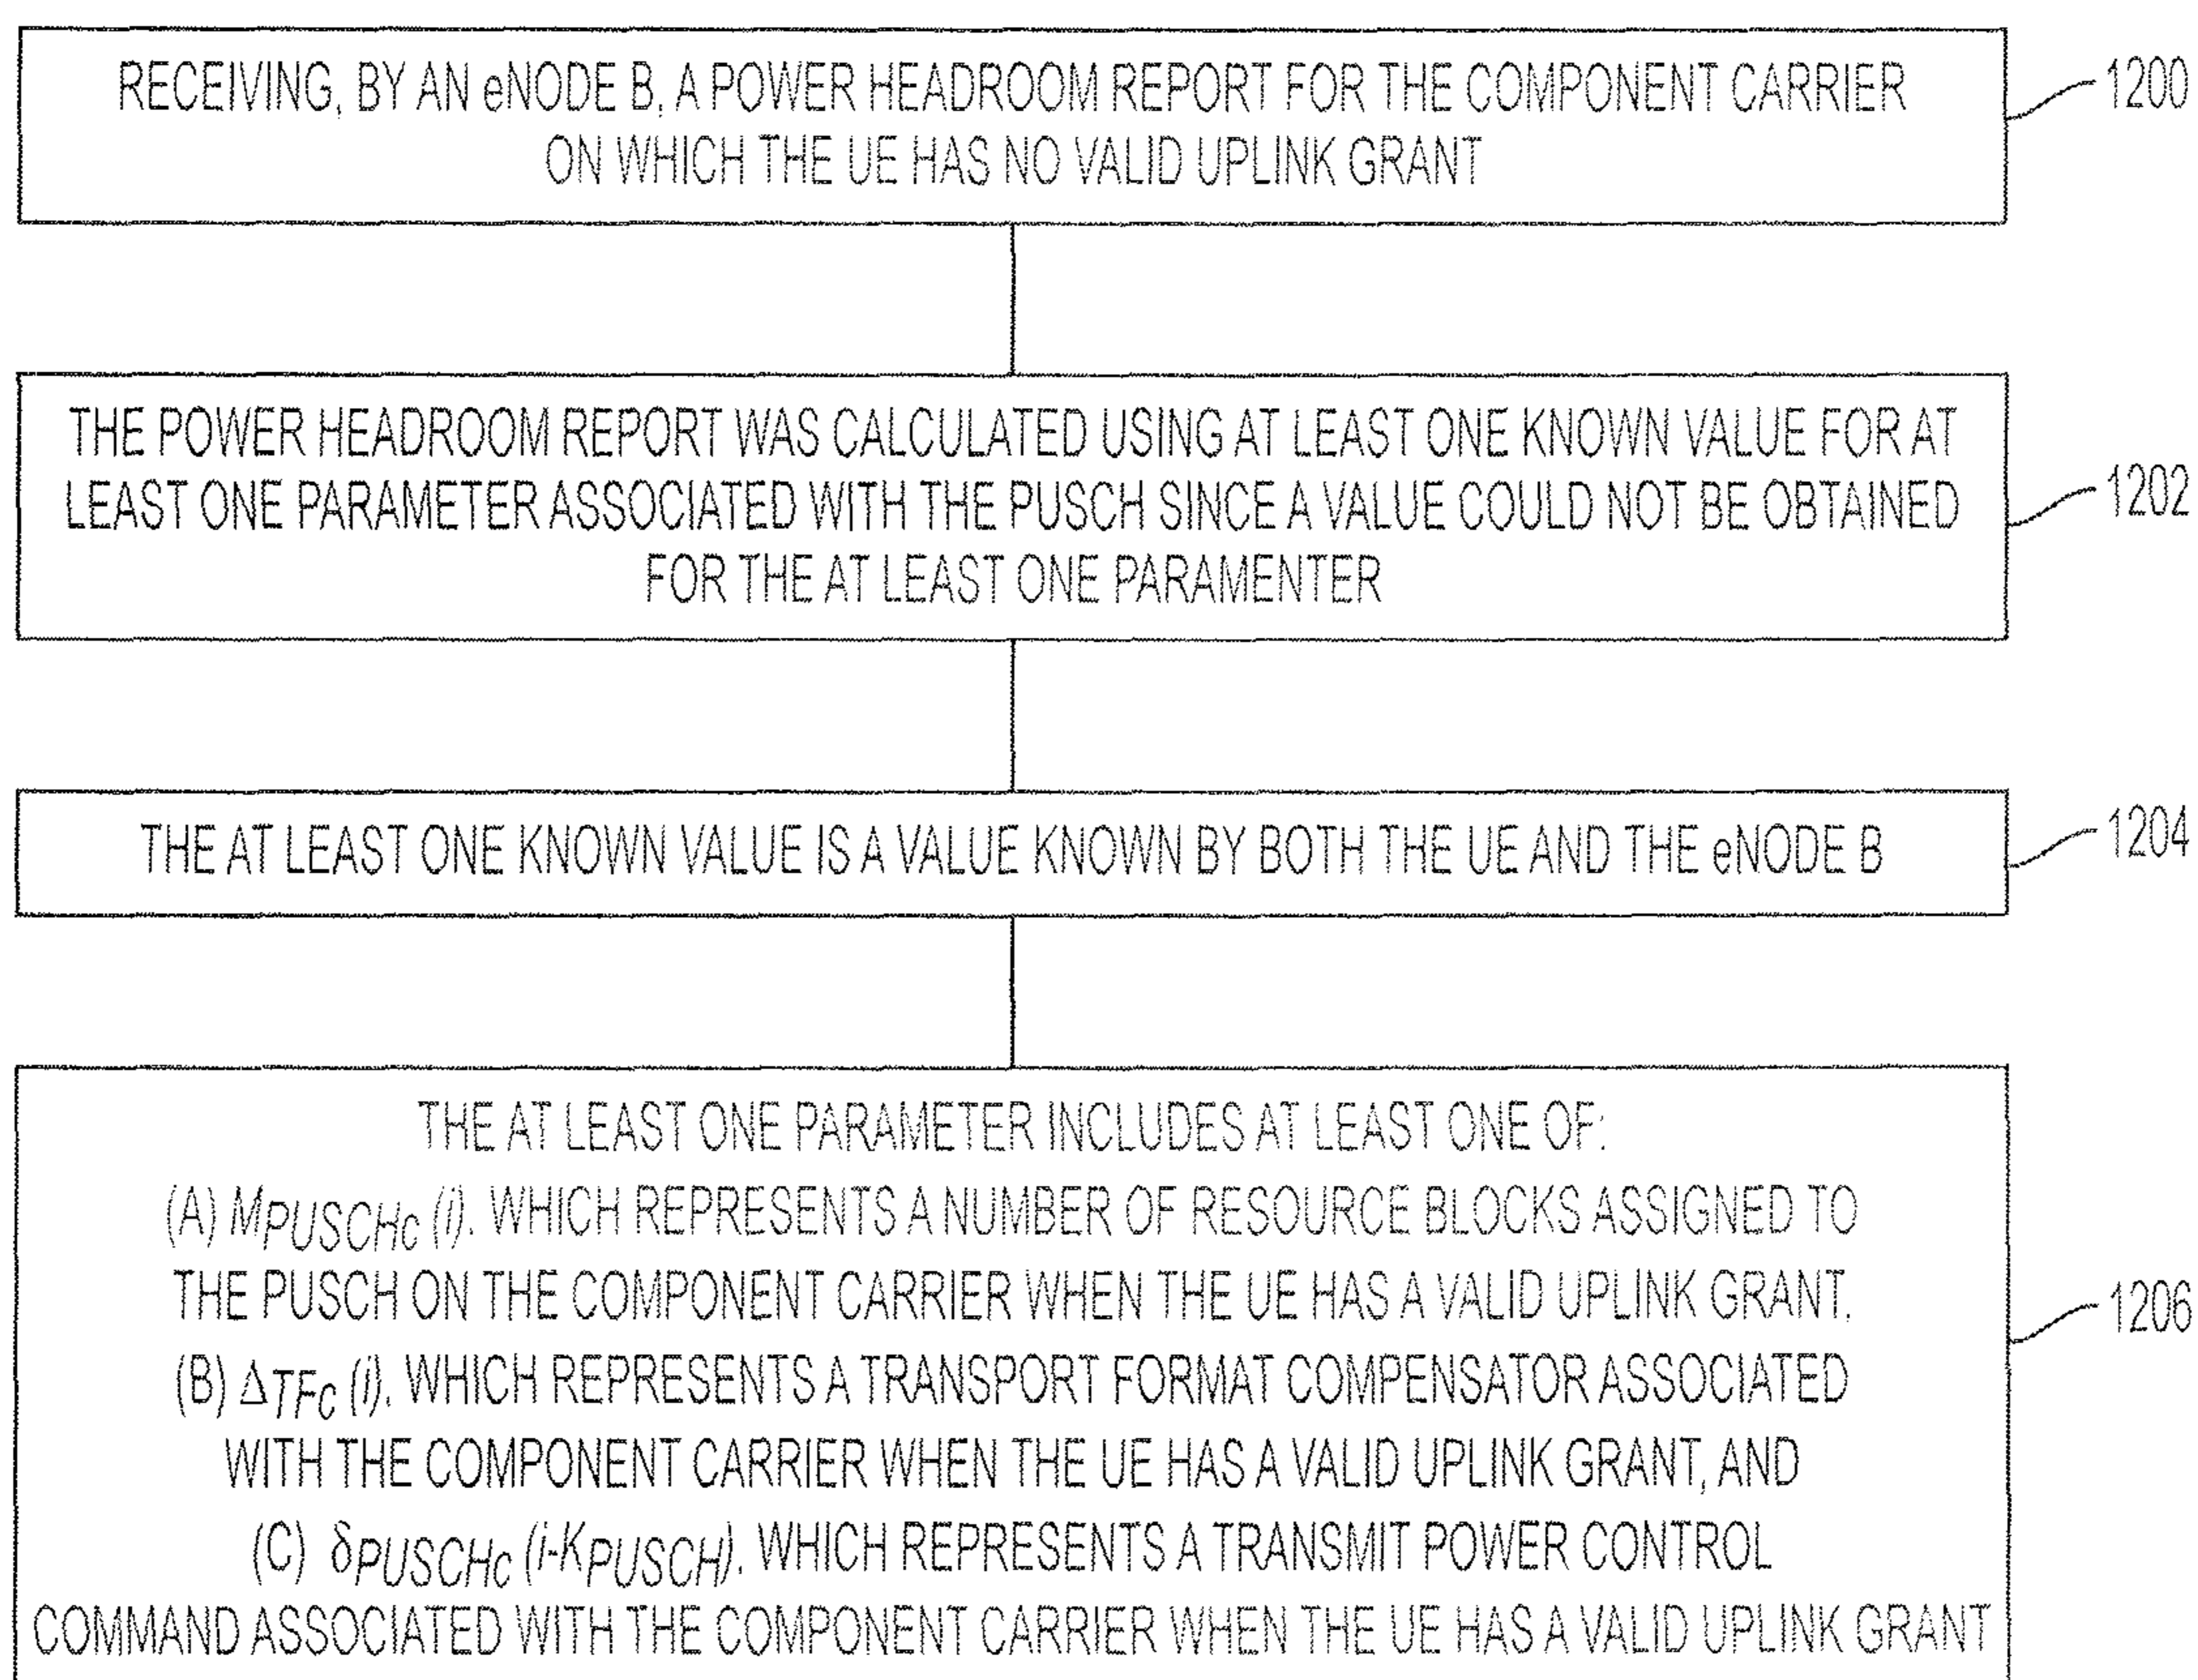 RECEIVING, BY AN eNODE B, A POWER HEADROOM REPORT FOR THE COMPONENT CARRIER
ON WHICH THE UE HAS NO VALID UPLINK GRANT
1200
THE POWER HEADROOM REPORT WAS CALCULATED USING AT LEAST ONE KNOWN VALUE FOR AT
LEAST ONE PARAMETER ASSOCIATED WITH THE PUSCH SINCE A VALUE COULD NOT BE OBTAINED
FOR THE AT LEAST ONE PARAMENTER
1202
THE AT LEAST ONE KNOWN VALUE IS A VALUE KNOWN BY BOTH THE UE AND THE eNODE B
1204
THE AT LEAST ONE PARAMETER INCLUDES AT LEAST ONE OF:
(A) MPUSCHc (i). WHICH REPRESENTS A NUMBER OF RESOURCE BLOCKS ASSIGNED TO
THE PUSCH ON THE COMPONENT CARRIER WHEN THE UE HAS A VALID UPLINK GRANT.
(B) ΔTFc (i). WHICH REPRESENTS A TRANSPORT FORMAT COMPENSATOR ASSOCIATED
WITH THE COMPONENT CARRIER WHEN THE UE HAS A VALID UPLINK GRANT, AND
(C) δPUSCHc (i-KPUSCH). WHICH REPRESENTS A TRANSMIT POWER CONTROL
COMMAND ASSOCIATED WITH THE COMPONENT CARRIER WHEN THE UE HAS A VALID UPLINK GRANT
1206